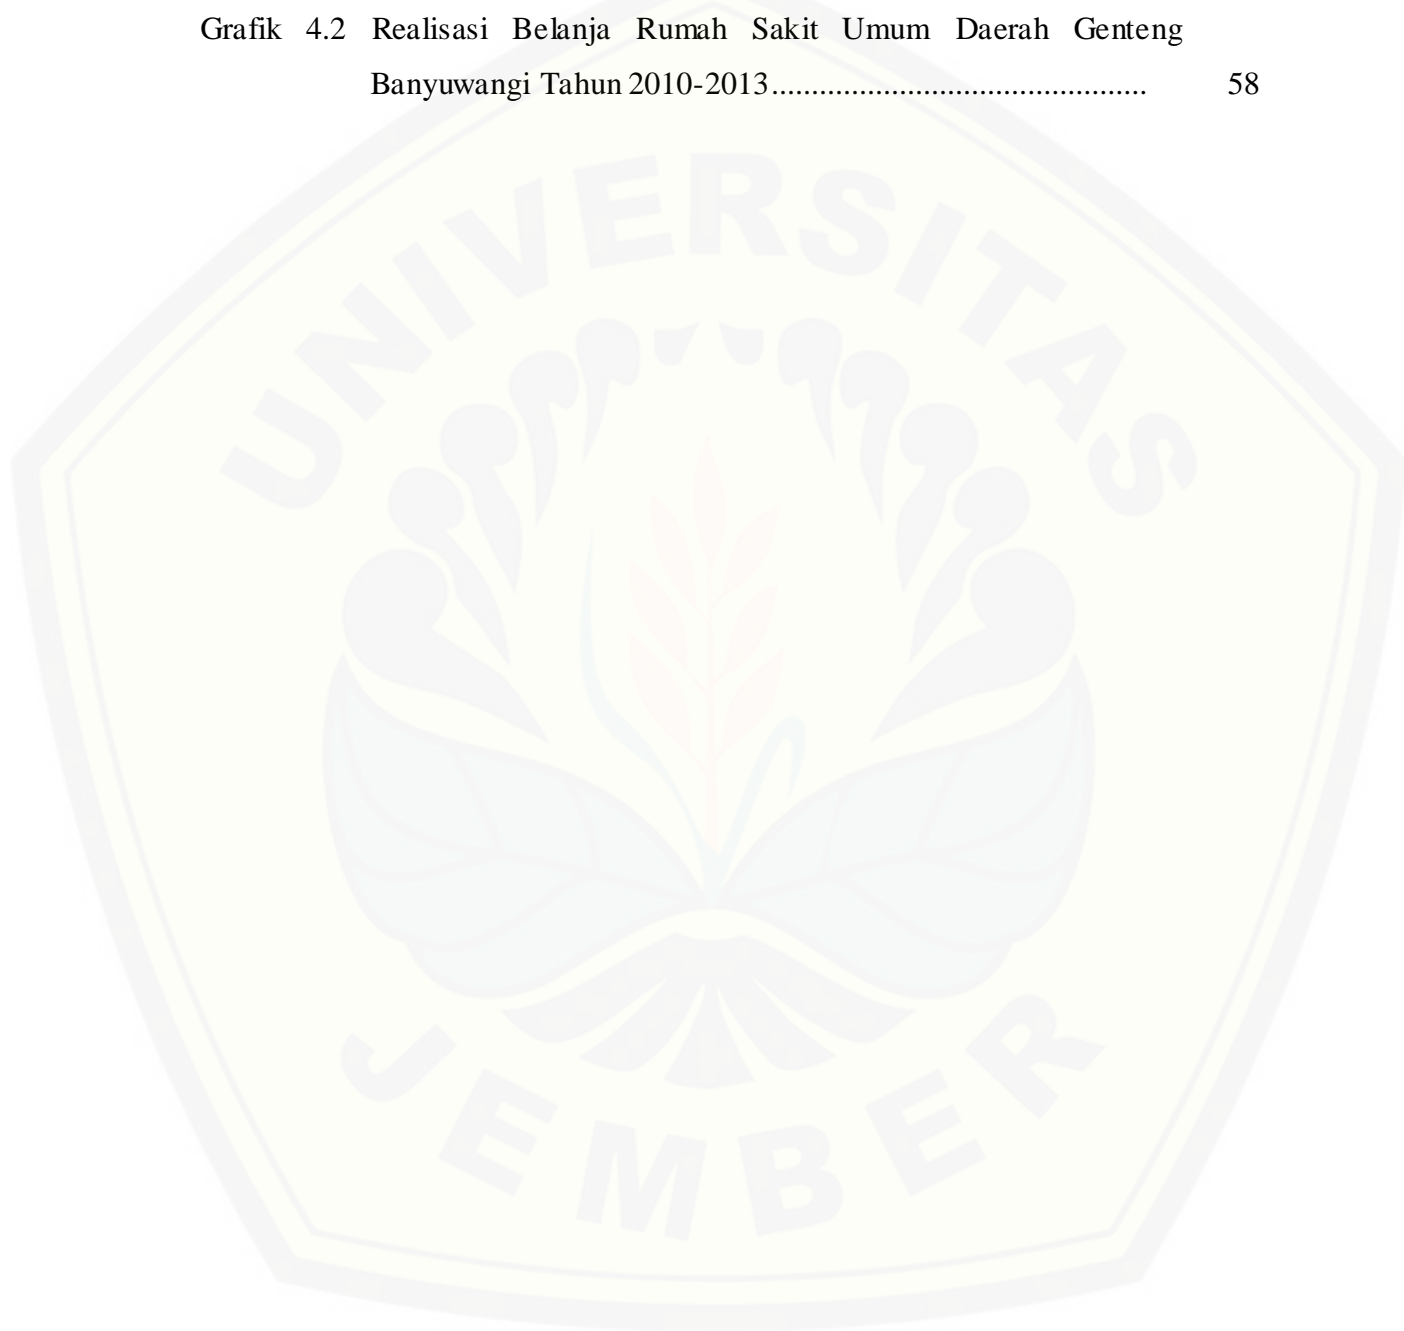 Grafik 4.2 Realisasi Belanja Rumah Sakit Umum Daerah Genteng
Banyuwangi Tahun 2010-2013............................................... 58
UNIVERSITAS
JEMBER